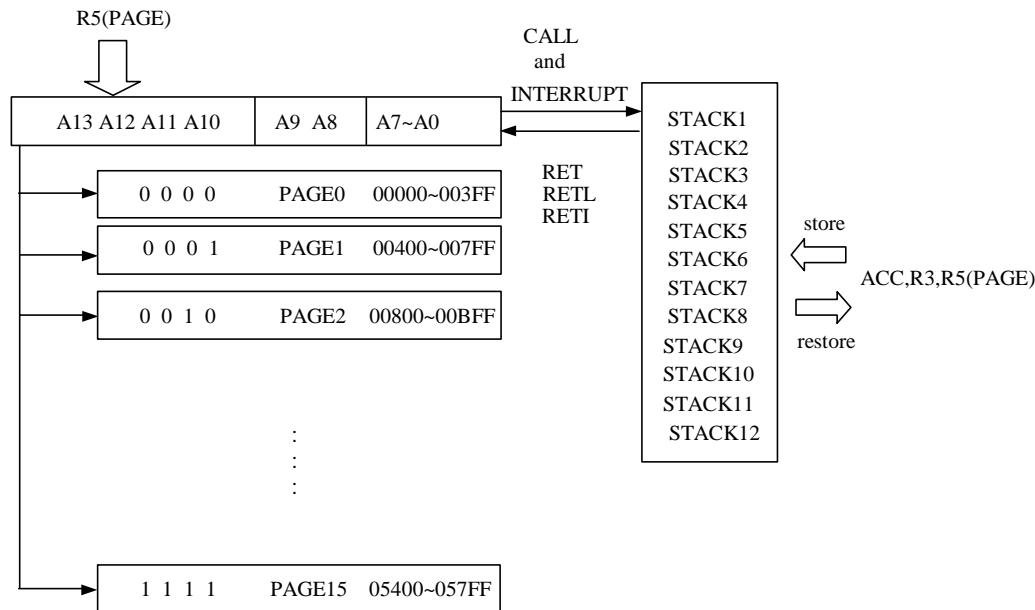 R5(PAGE)
CALL
and
INTERRUPT
A13 A12 A11 A10 A9 A8 A7~A0
RET
RETL
RETI
0 0 0 0 PAGE0 00000~003FF
0 0 0 1 PAGE1 00400~007FF
0 0 1 0 PAGE2 00800~00BFF
1 1 1 1 PAGE15 05400~057FF
STACK1
STACK2
STACK3
STACK4
STACK5
STACK6
STACK7
STACK8
STACK9
STACK10
STACK11
STACK12
store
ACC,R3,R5(PAGE)
restore